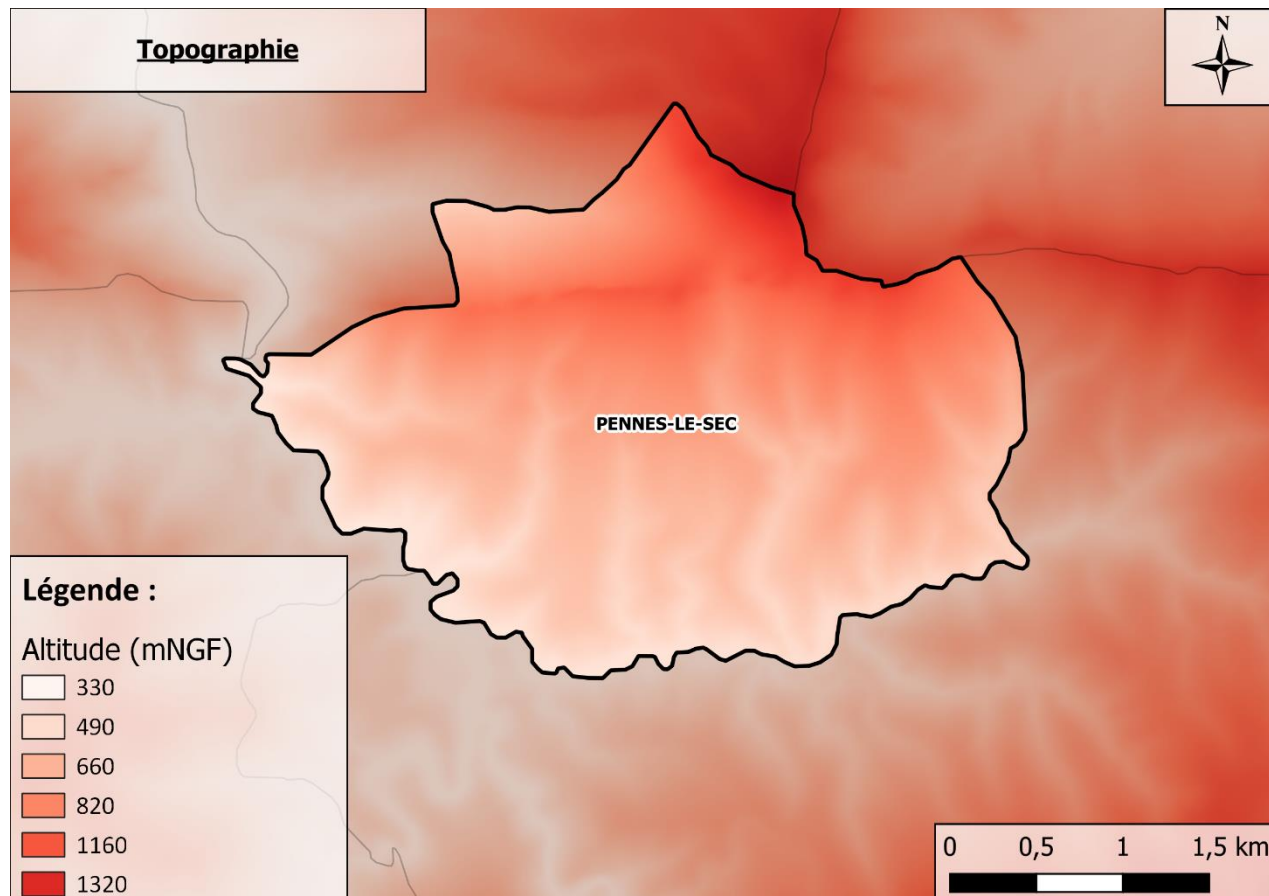 Topographie
N
PENNES-LE-SEC
Légende :
Altitude (mNGF)
330
490
660
820
1160
1320
0 0,5 1 1,5 km